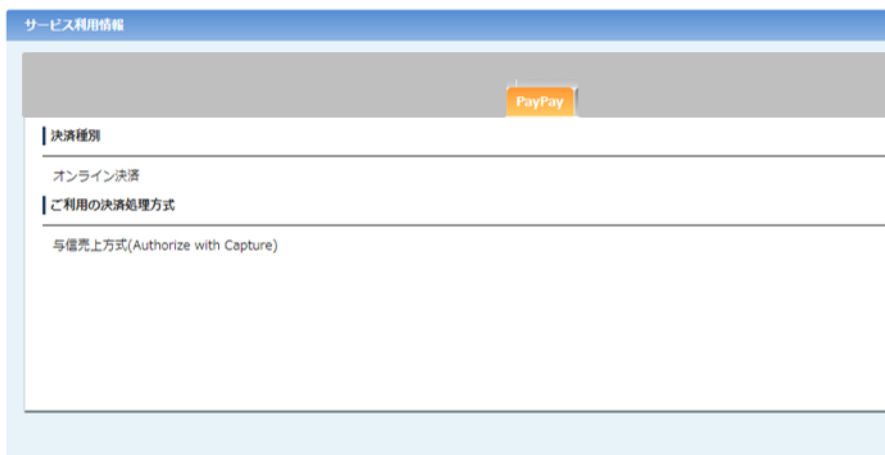 サービス利用情報
PayPay
決済種別
オンライン決済
ご利用の決済処理方式
与信売上方式(Authorize with Capture)